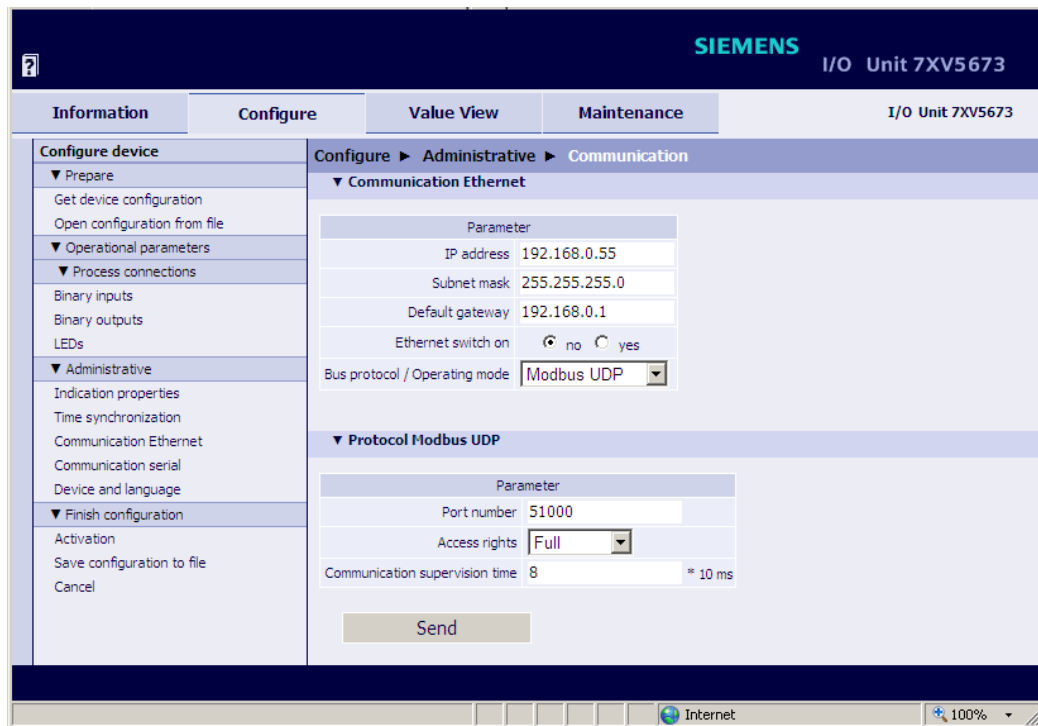 SIEMENS
?
I/O Unit 7XV5673
Information
Configure
Value View
Maintenance
I/O Unit 7XV5673
Configure device
▼ Prepare
Get device configuration
Open configuration from file
▼ Operational parameters
▼ Process connections
Binary inputs
Binary outputs
LEDs
▼ Administrative
Indication properties
Time synchronization
Communication Ethernet
Communication serial
Device and language
▼ Finish configuration
Activation
Save configuration to file
Cancel
Configure ► Administrative ► Communication
▼ Communication Ethernet
Parameter
IP address 192.168.0.55
Subnet mask 255.255.255.0
Default gateway 192.168.0.1
Ethernet switch on no yes
Bus protocol / Operating mode Modbus UDP
▼ Protocol Modbus UDP
Parameter
Port number 51000
Access rights Full
Communication supervision time 8 * 10 ms
Send
Internet
100%